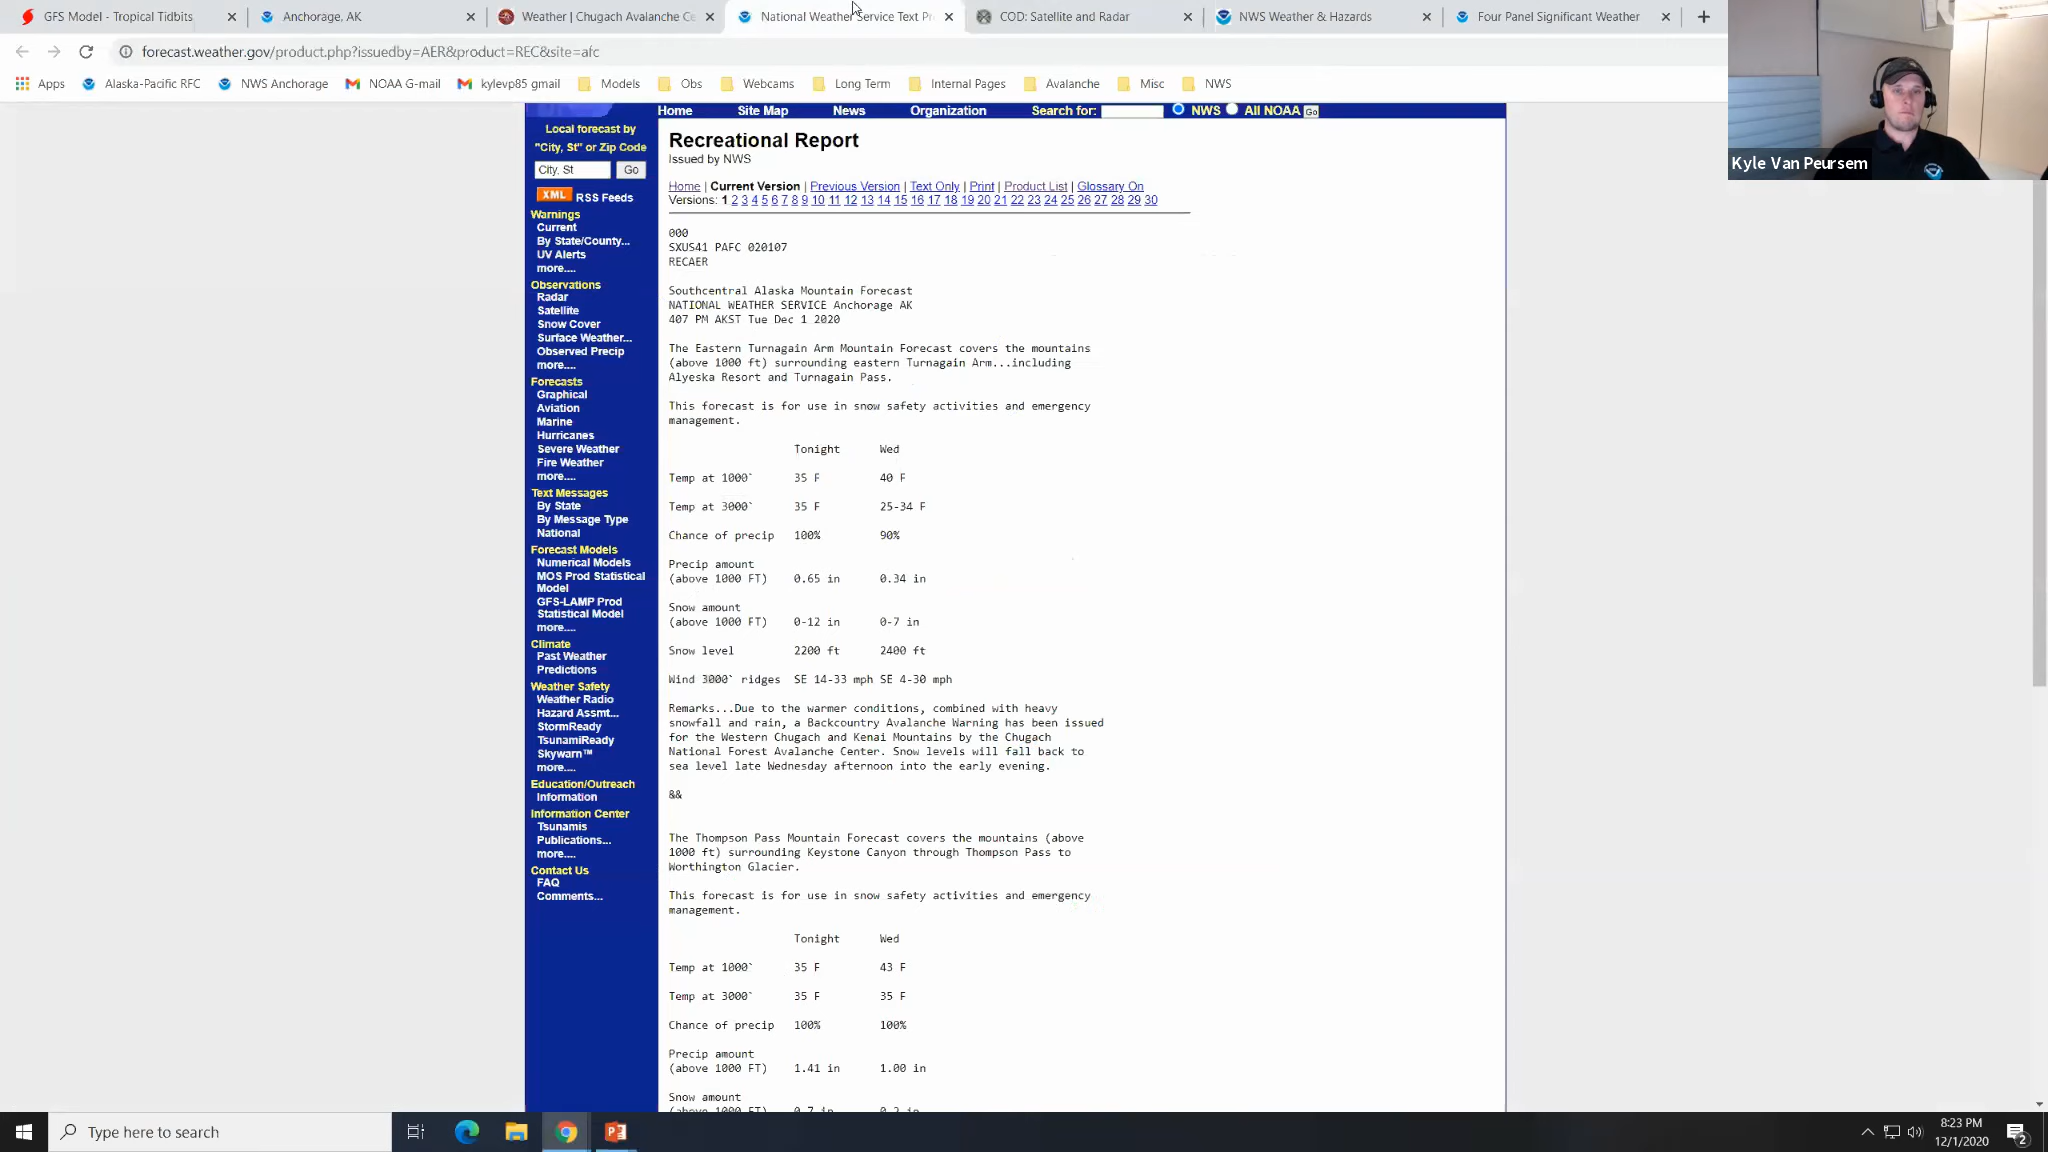 GFS Model - Tropical Tidbits
Anchorage, AK
Weather | Chugach Avalanche Ce
National Weather Service Text Pr
COD: Satellite and Radar
NWS Weather & Hazards
Four Panel Significant Weather
forecast.weather.gov/product.php?issuedby=AER&product=REC&site=afc
Apps
Alaska-Pacific RFC
NWS Anchorage
NOAA G-mail
kylevp85 gmail
Models
Obs
Webcams
Long Term
Internal Pages
Avalanche
Misc
NWS
Kyle Van Peursem
Home Site Map News Organization Search for: NWS All NOAA Go
Local forecast by
"City, St" or Zip Code
City, St Go
XML RSS Feeds
Warnings
Current
By State/County...
UV Alerts
more....
Observations
Radar
Satellite
Snow Cover
Surface Weather...
Observed Precip
more....
Forecasts
Graphical
Aviation
Marine
Hurricanes
Severe Weather
Fire Weather
more....
Text Messages
By State
By Message Type
National
Forecast Models
Numerical Models
MOS Prod Statistical
Model
GFS-LAMP Prod
Statistical Model
more....
Climate
Past Weather
Predictions
Weather Safety
Weather Radio
Hazard Assmt...
StormReady
TsunamiReady
Skywarn™
more....
Education/Outreach
Information
Information Center
Tsunamis
Publications...
more....
Contact Us
FAQ
Comments...
Recreational Report
Issued by NWS
Home | Current Version | Previous Version | Text Only | Print | Product List | Glossary On
Versions: 1 2 3 4 5 6 7 8 9 10 11 12 13 14 15 16 17 18 19 20 21 22 23 24 25 26 27 28 29 30
000
SXUS41 PAFC 020107
RECAER
Southcentral Alaska Mountain Forecast
NATIONAL WEATHER SERVICE Anchorage AK
407 PM AKST Tue Dec 1 2020
The Eastern Turnagain Arm Mountain Forecast covers the mountains
(above 1000 ft) surrounding eastern Turnagain Arm...including
Alyeska Resort and Turnagain Pass.
This forecast is for use in snow safety activities and emergency
management.
Tonight Wed
Temp at 1000` 35 F 40 F
Temp at 3000` 35 F 25-34 F
Chance of precip 100% 90%
Precip amount
(above 1000 FT) 0.65 in 0.34 in
Snow amount
(above 1000 FT) 0-12 in 0-7 in
Snow level 2200 ft 2400 ft
Wind 3000` ridges SE 14-33 mph SE 4-30 mph
Remarks...Due to the warmer conditions, combined with heavy
snowfall and rain, a Backcountry Avalanche Warning has been issued
for the Western Chugach and Kenai Mountains by the Chugach
National Forest Avalanche Center. Snow levels will fall back to
sea level late Wednesday afternoon into the early evening.
&&
The Thompson Pass Mountain Forecast covers the mountains (above
1000 ft) surrounding Keystone Canyon through Thompson Pass to
Worthington Glacier.
This forecast is for use in snow safety activities and emergency
management.
Tonight Wed
Temp at 1000` 35 F 43 F
Temp at 3000` 35 F 35 F
Chance of precip 100% 100%
Precip amount
(above 1000 FT) 1.41 in 1.00 in
Snow amount
(above 1000 FT) 0-7 in 0-2 in
Type here to search
8:23 PM
12/1/2020
2